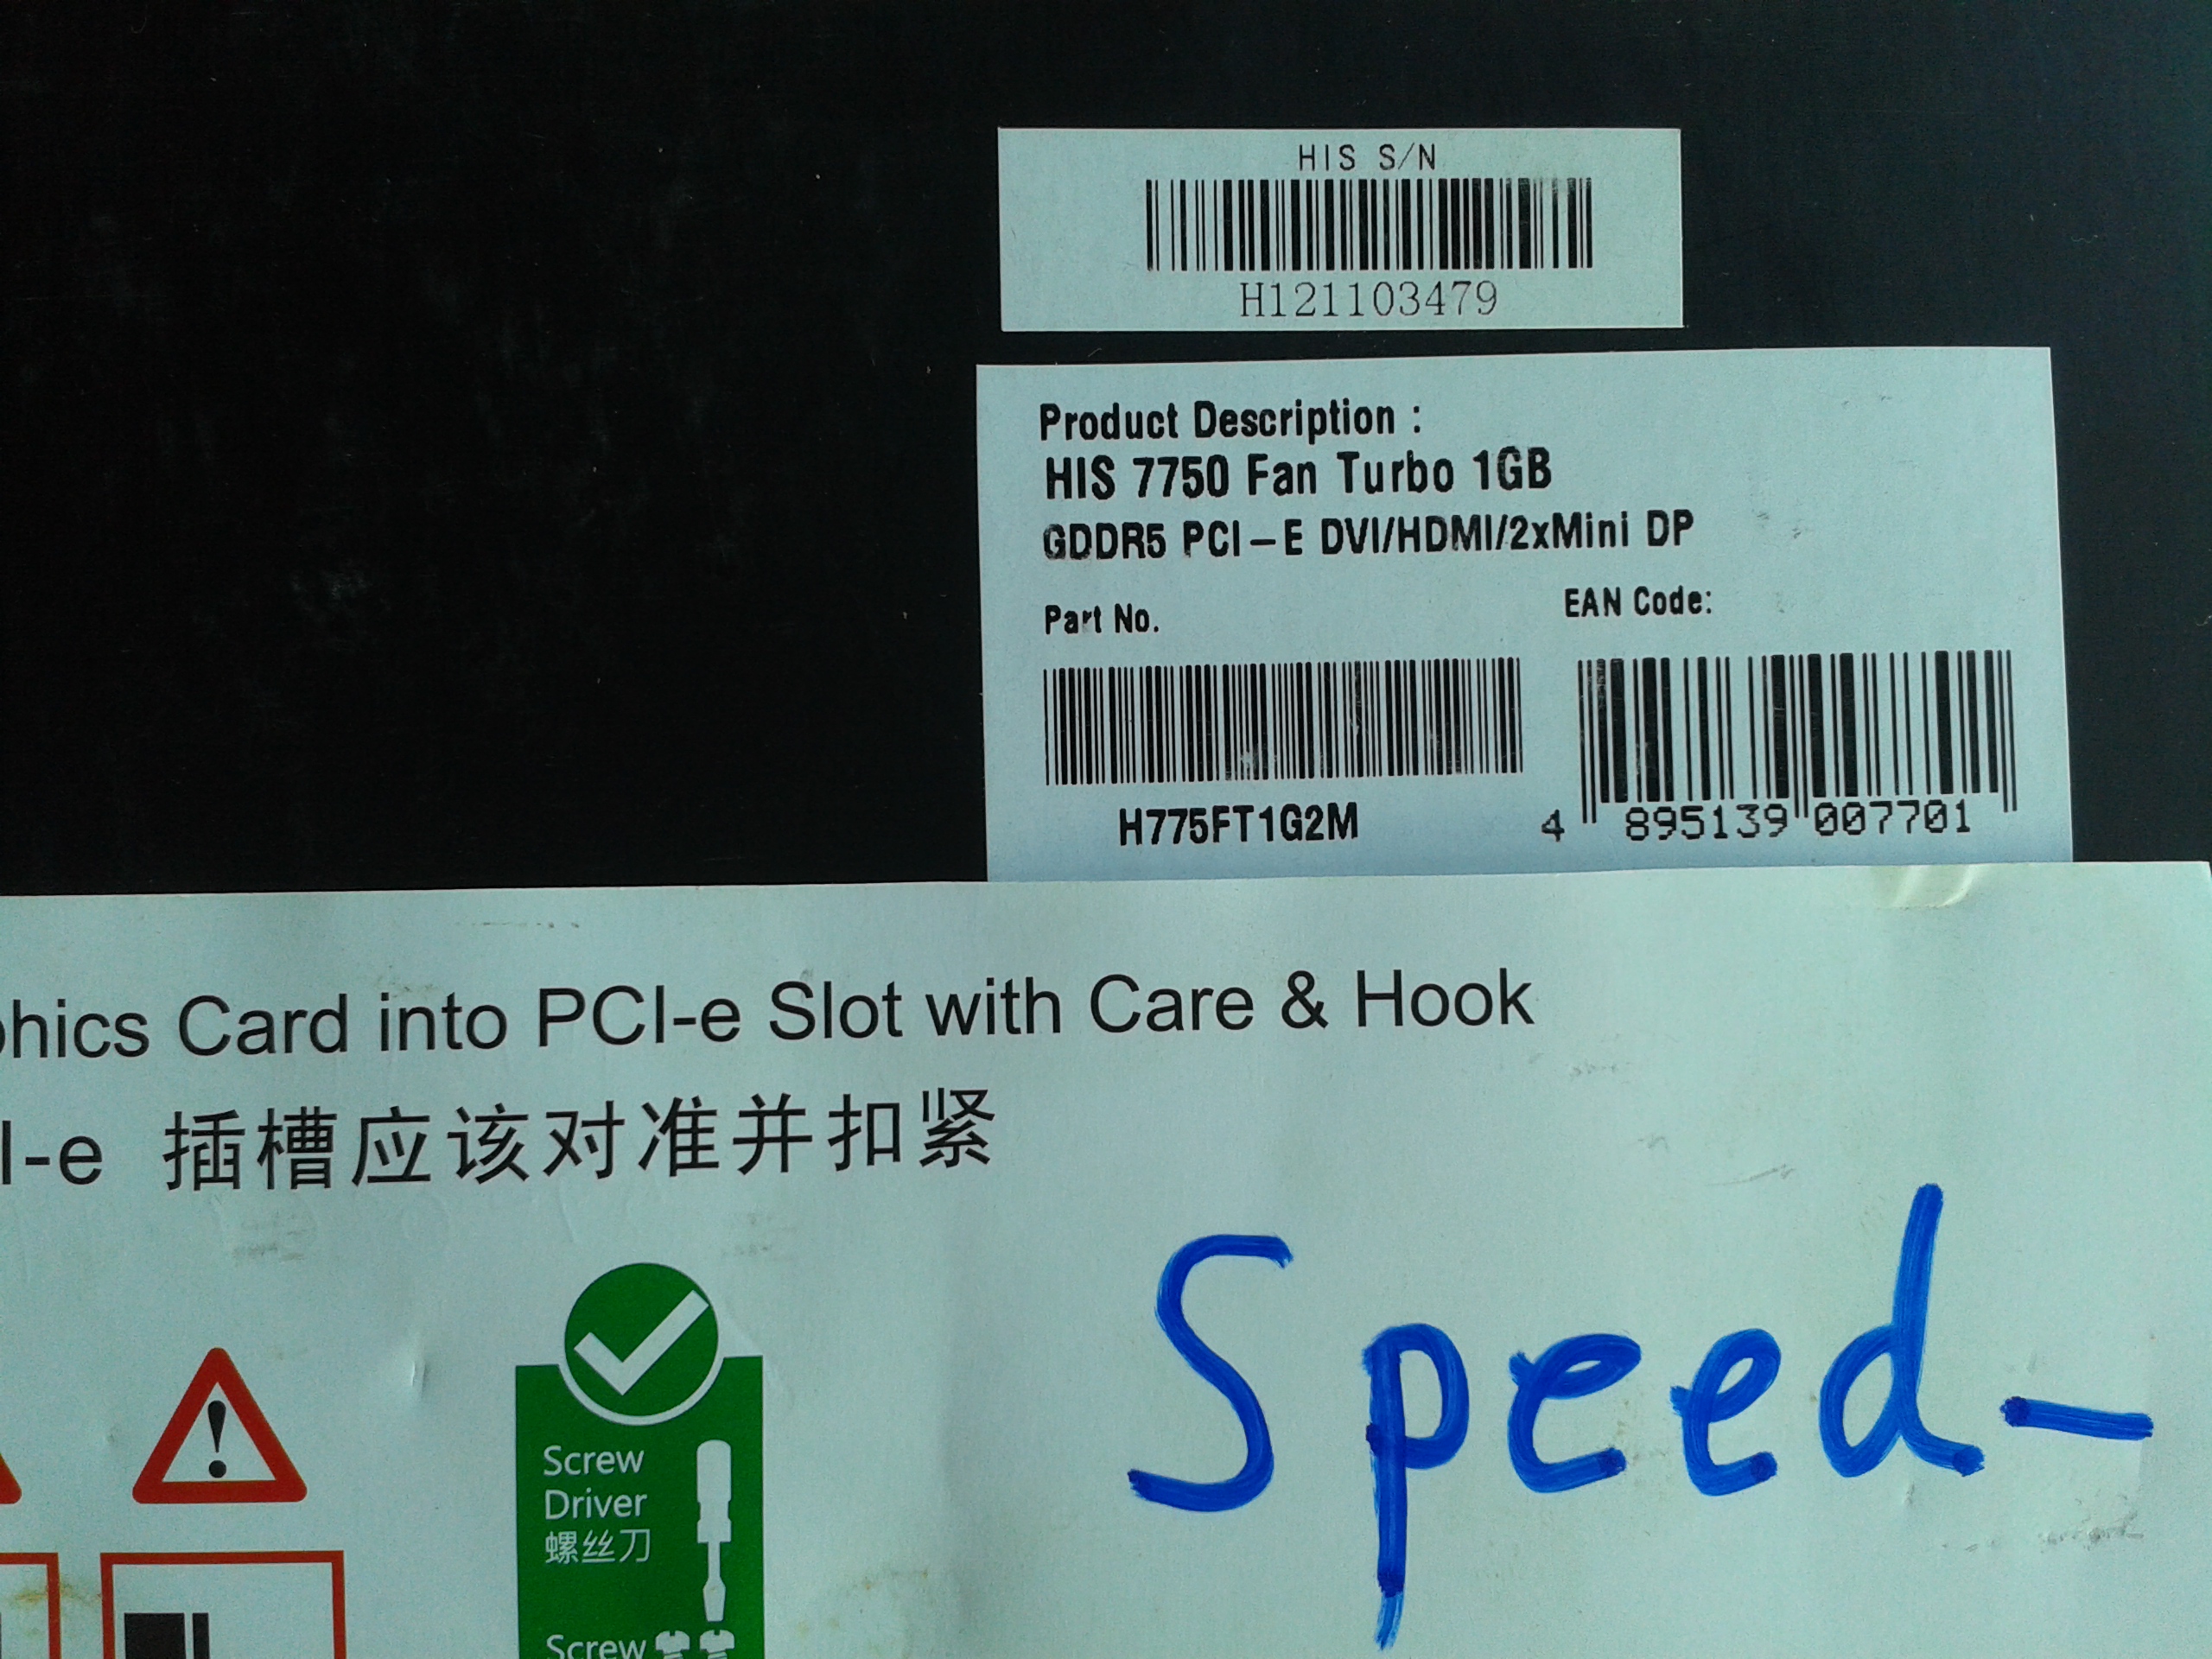 HIS S/N
H121103479
Product Description :
HIS 7750 Fan Turbo 1GB
GDDR5 PCI-E DVI/HDMI/2xMini DP
Part No.
EAN Code:
H775FT1G2M
4 895139 007701
phics Card into PCI-e Slot with Care & Hook
I-e 插槽应该对准并扣紧
Speed-
Screw
Driver
螺丝刀
Screw